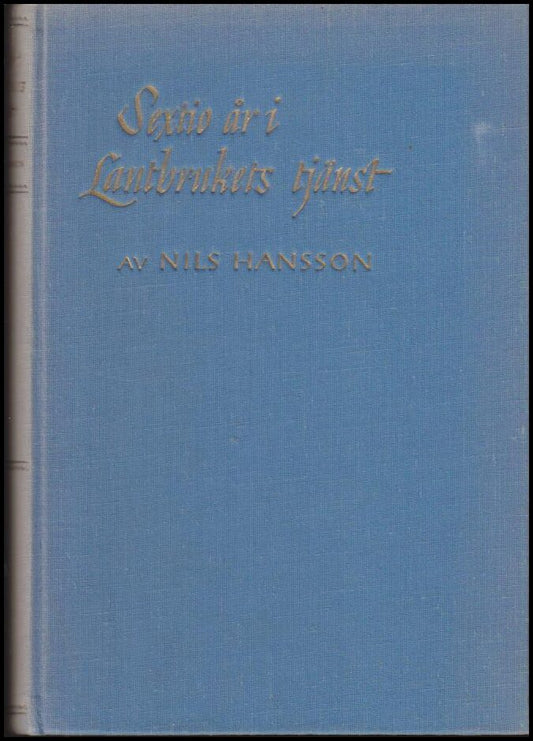 Sextio år i
Lantbrukets tjänst
AV NILS HANSSON